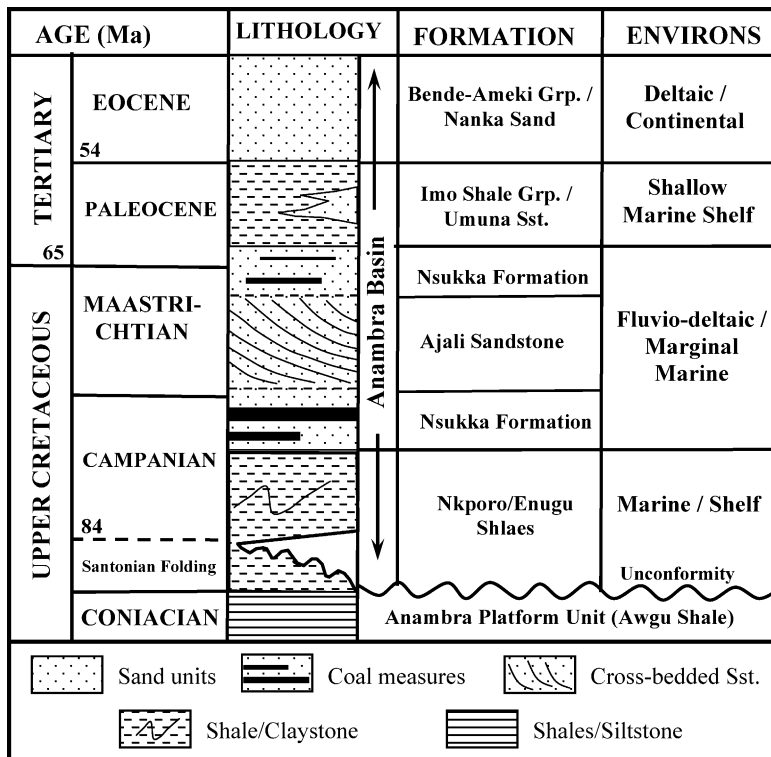 AGE (Ma)
LITHOLOGY
FORMATION
ENVIRONS
TERTIARY
EOCENE
54
Bende-Ameki Grp. /
Nanka Sand
Deltaic /
Continental
PALEOCENE
65
Imo Shale Grp. /
Umuna Sst.
Shallow
Marine Shelf
Anambra Basin
UPPER CRETACEOUS
MAASTRI-
CHTIAN
Nsukka Formation
Ajali Sandstone
Fluvio-deltaic /
Marginal
Marine
Nsukka Formation
CAMPANIAN
84
Nkporo/Enugu
Shlaes
Marine / Shelf
Santonian Folding
Unconformity
CONIACIAN
Anambra Platform Unit (Awgu Shale)
Sand units
Coal measures
Cross-bedded Sst.
Shale/Claystone
Shales/Siltstone